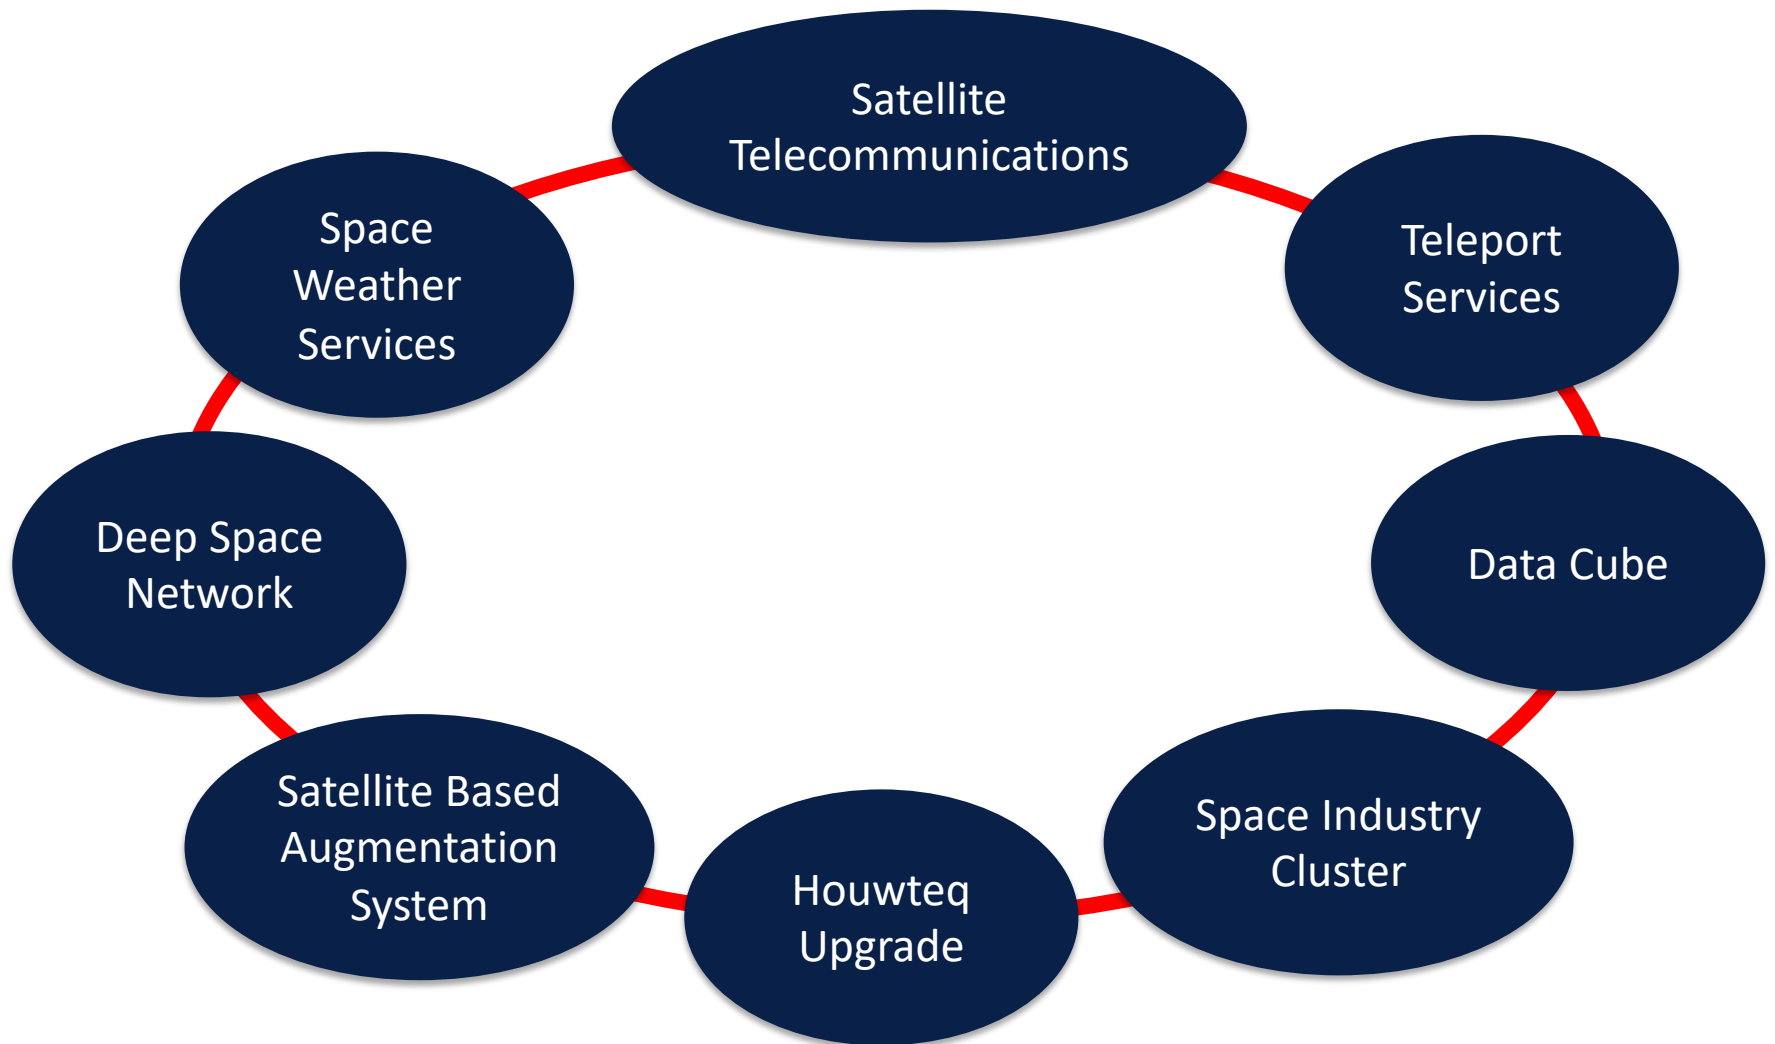 Satellite
Telecommunications
Teleport
Services
Data Cube
Space Industry
Cluster
Houwteq
Upgrade
Satellite Based
Augmentation
System
Deep Space
Network
Space
Weather
Services